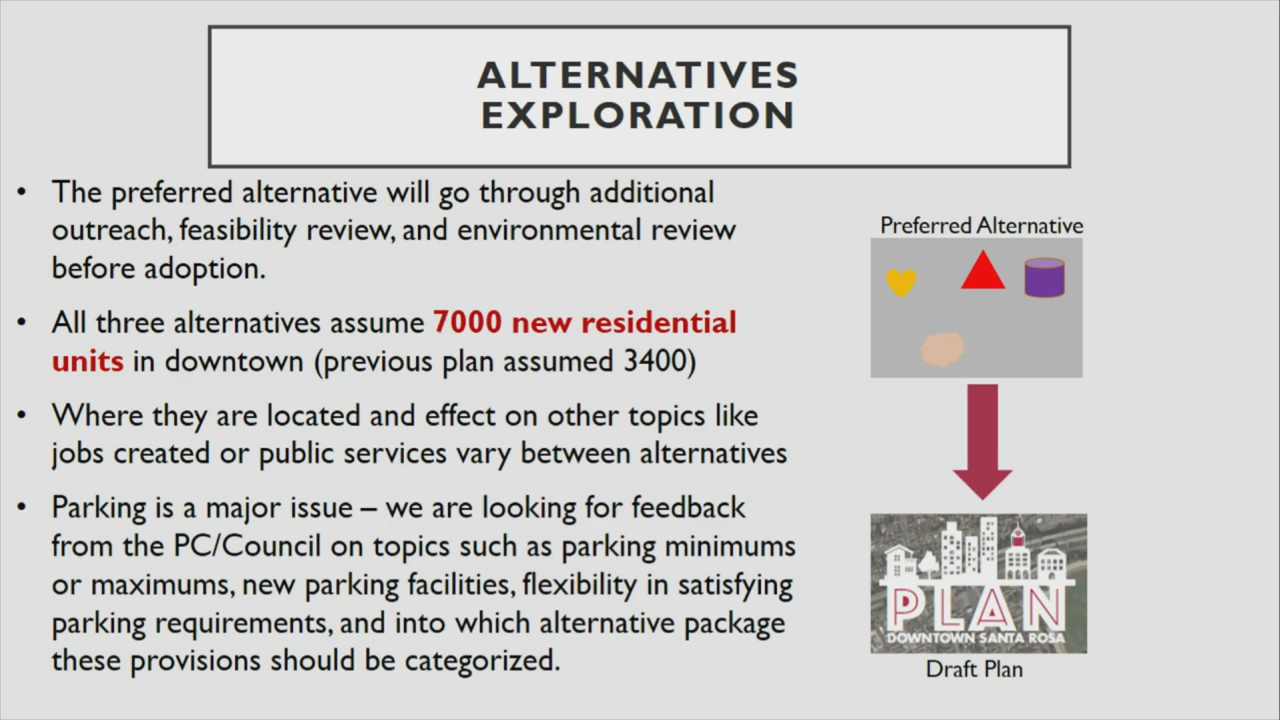 ALTERNATIVES
EXPLORATION
• The preferred alternative will go through additional
outreach, feasibility review, and environmental review
before adoption.
• All three alternatives assume 7000 new residential
units in downtown (previous plan assumed 3400)
• Where they are located and effect on other topics like
jobs created or public services vary between alternatives
• Parking is a major issue – we are looking for feedback
from the PC/Council on topics such as parking minimums
or maximums, new parking facilities, flexibility in satisfying
parking requirements, and into which alternative package
these provisions should be categorized.
Preferred Alternative
PLAN
DOWNTOWN SANTA ROSA
Draft Plan